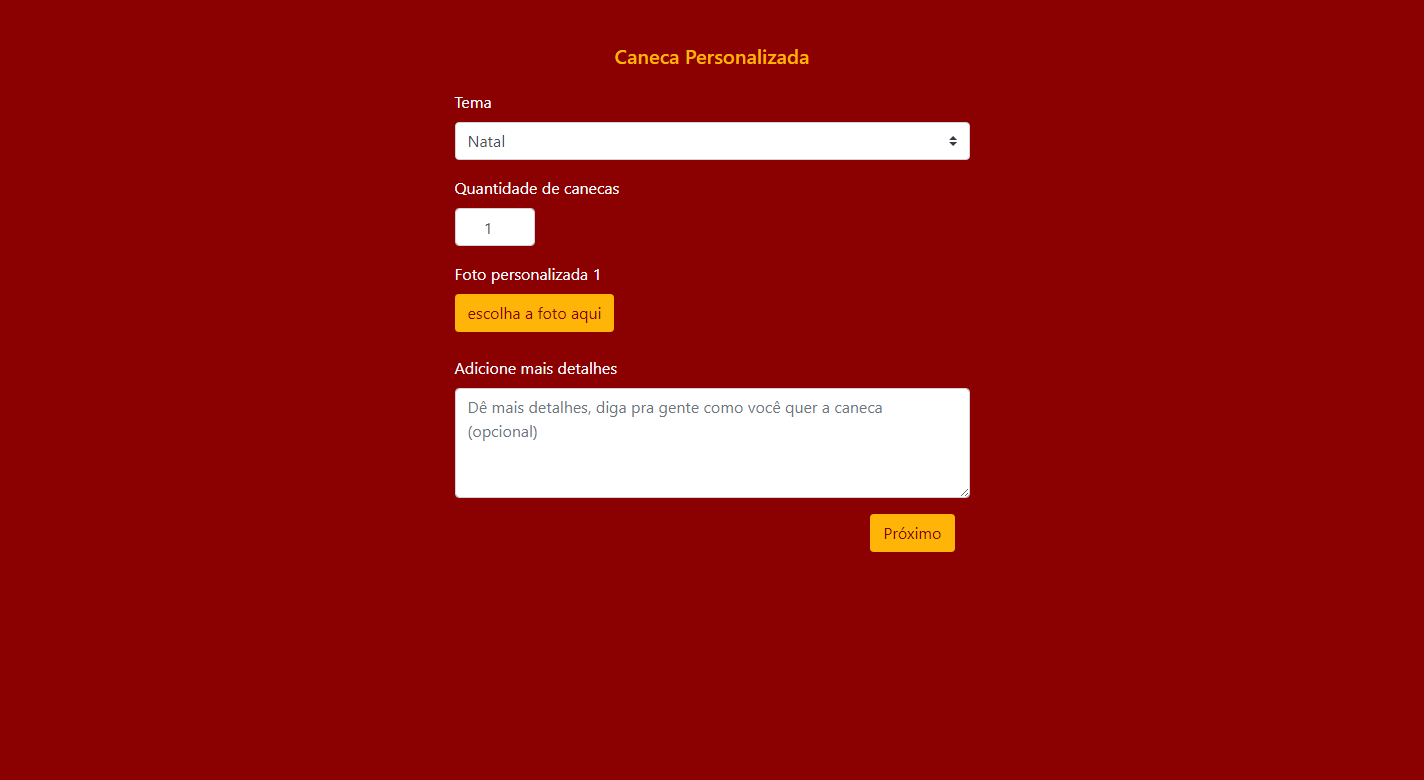 Caneca Personalizada
Tema
Natal
Quantidade de canecas
1
Foto personalizada 1
escolha a foto aqui
Adicione mais detalhes
Dê mais detalhes, diga pra gente como você quer a caneca
(opcional)
Próximo